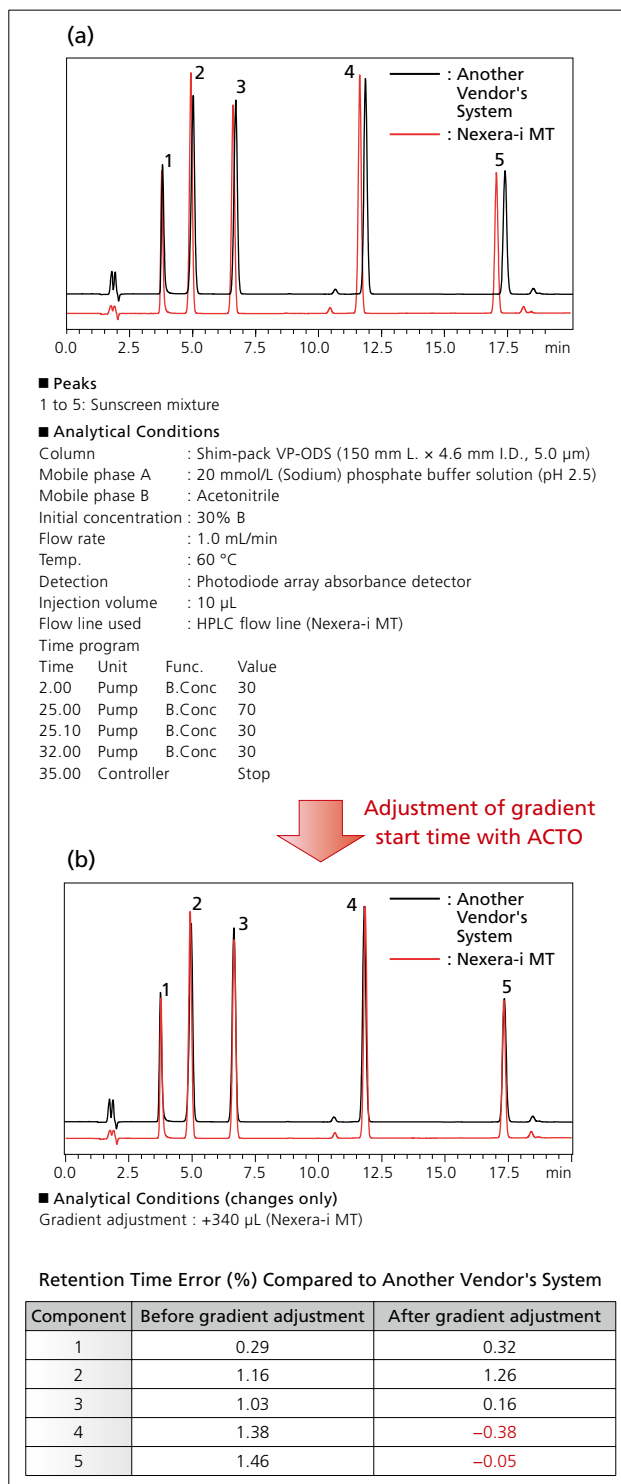 (a)
1
2
3
4
5
: Another
Vendor's
System
: Nexera-i MT
0.0 2.5 5.0 7.5 10.0 12.5 15.0 17.5 min
■ Peaks
1 to 5: Sunscreen mixture
■ Analytical Conditions
Column : Shim-pack VP-ODS (150 mm L. × 4.6 mm I.D., 5.0 μm)
Mobile phase A : 20 mmol/L (Sodium) phosphate buffer solution (pH 2.5)
Mobile phase B : Acetonitrile
Initial concentration : 30% B
Flow rate : 1.0 mL/min
Temp. : 60 °C
Detection : Photodiode array absorbance detector
Injection volume : 10 μL
Flow line used : HPLC flow line (Nexera-i MT)
Time program
Time Unit Func. Value
2.00 Pump B.Conc 30
25.00 Pump B.Conc 70
25.10 Pump B.Conc 30
32.00 Pump B.Conc 30
35.00 Controller Stop
Adjustment of gradient
start time with ACTO
(b)
1
2
3
4
5
: Another
Vendor's
System
: Nexera-i MT
0.0 2.5 5.0 7.5 10.0 12.5 15.0 17.5 min
■ Analytical Conditions (changes only)
Gradient adjustment : +340 μL (Nexera-i MT)
Retention Time Error (%) Compared to Another Vendor's System
Component Before gradient adjustment After gradient adjustment
1 0.29 0.32
2 1.16 1.26
3 1.03 0.16
4 1.38 −0.38
5 1.46 −0.05